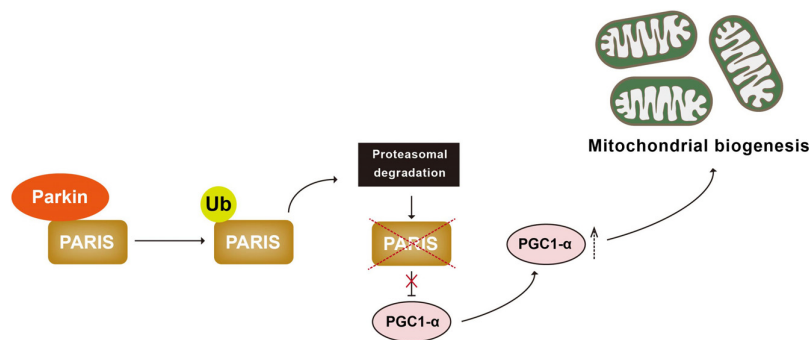 Parkin
PARIS
Ub
PARIS
Proteasomal
degradation
PARIS
PGC1-α
PGC1-α
Mitochondrial biogenesis